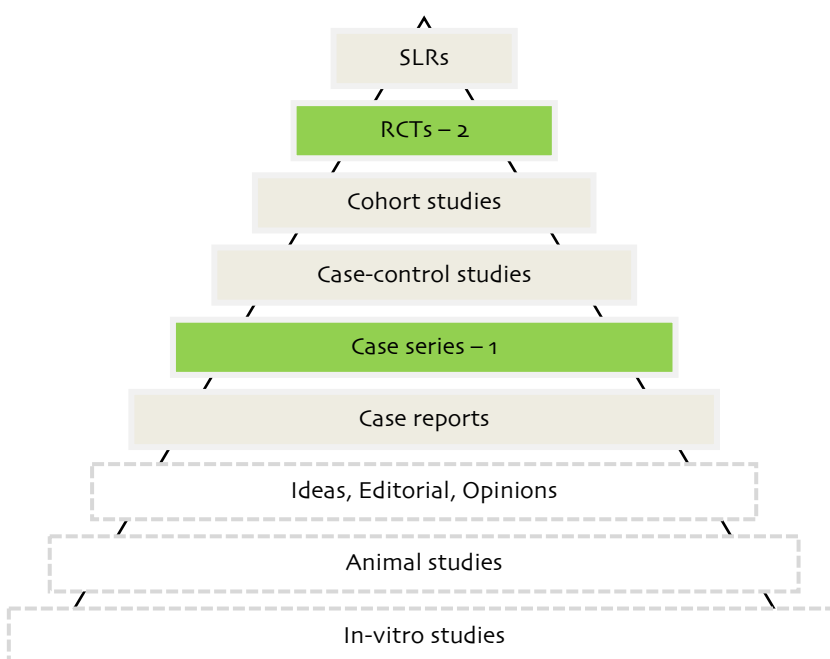 SLRs
RCTs – 2
Cohort studies
Case-control studies
Case series – 1
Case reports
Ideas, Editorial, Opinions
Animal studies
In-vitro studies